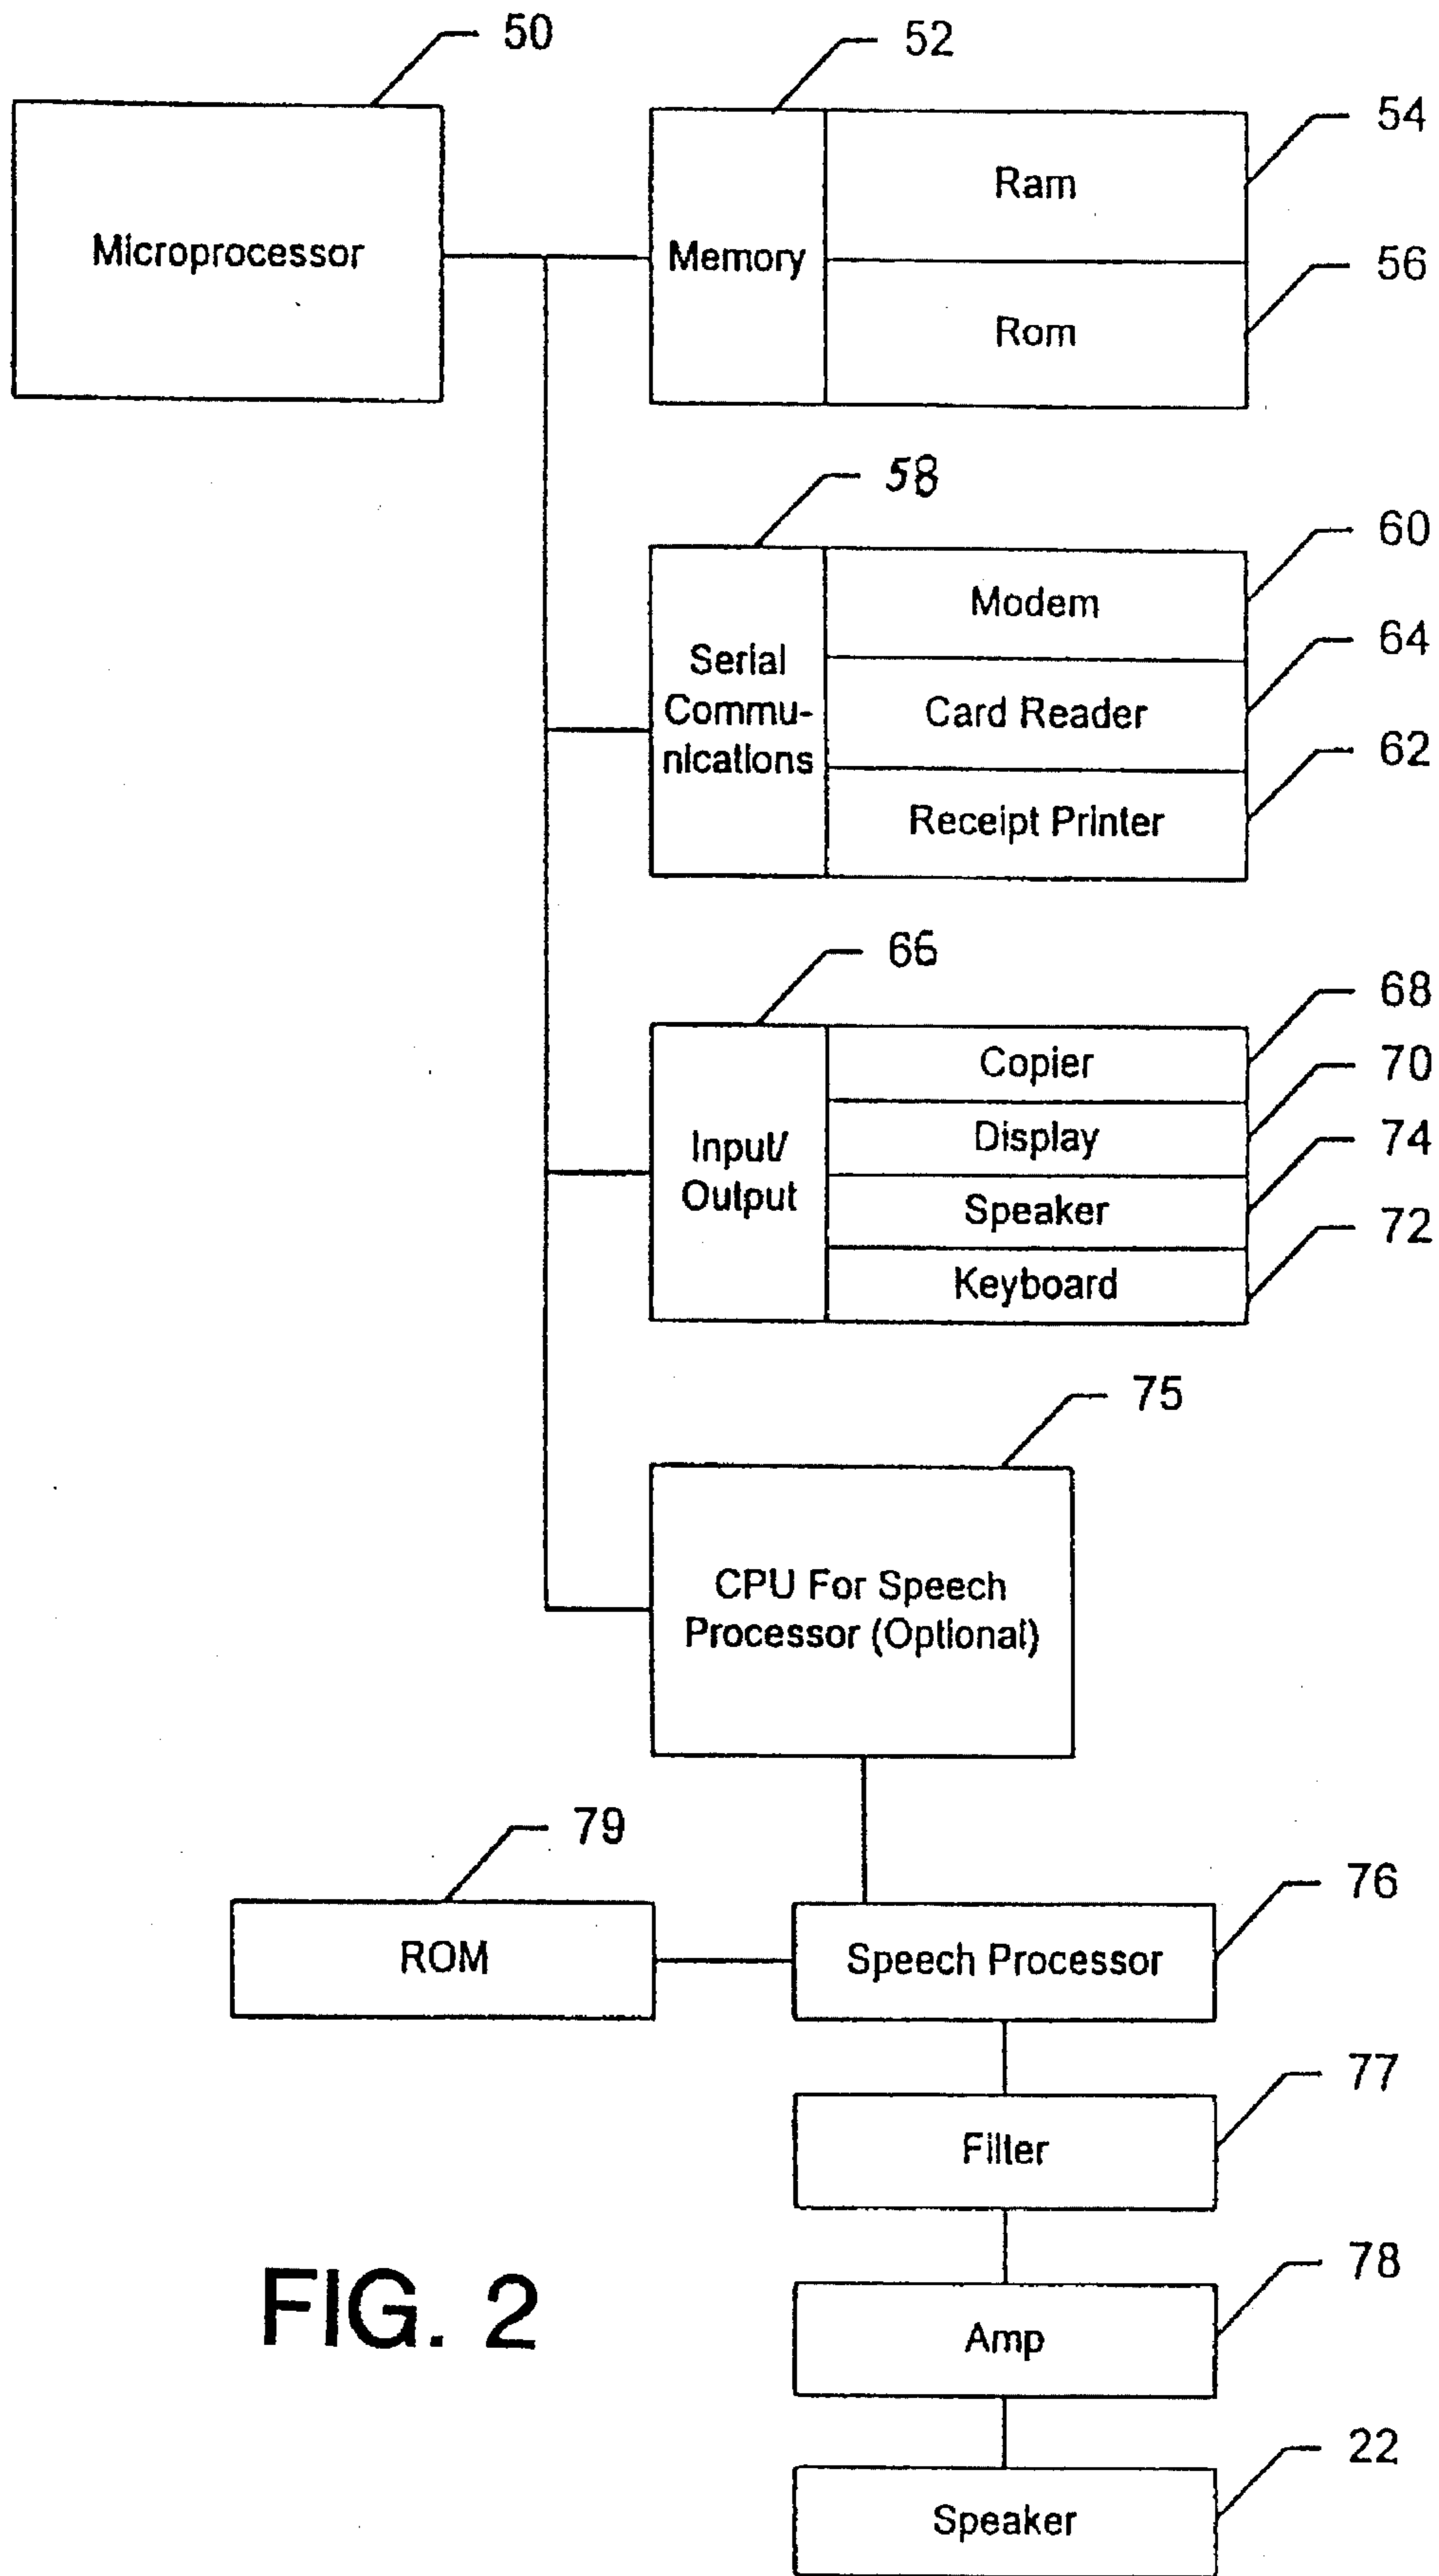 50
52
54
Microprocessor
Memory
Ram
56
Rom
58
60
Modem
64
Serial
Commu-
nications
Card Reader
62
Receipt Printer
66
68
Copier
70
Input/
Output
Display
74
Speaker
72
Keyboard
75
CPU For Speech
Processor (Optional)
79
ROM
76
Speech Processor
77
Filter
78
Amp
22
Speaker
FIG. 2